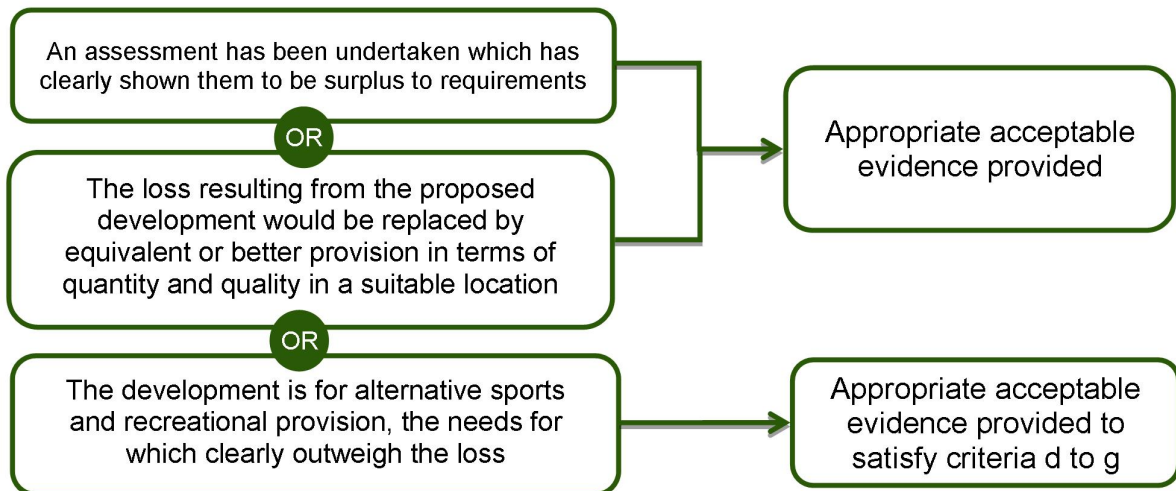 An assessment has been undertaken which has
clearly shown them to be surplus to requirements
OR
The loss resulting from the proposed
development would be replaced by
equivalent or better provision in terms of
quantity and quality in a suitable location
OR
The development is for alternative sports
and recreational provision, the needs for
which clearly outweigh the loss
Appropriate acceptable
evidence provided
Appropriate acceptable
evidence provided to
satisfy criteria d to g